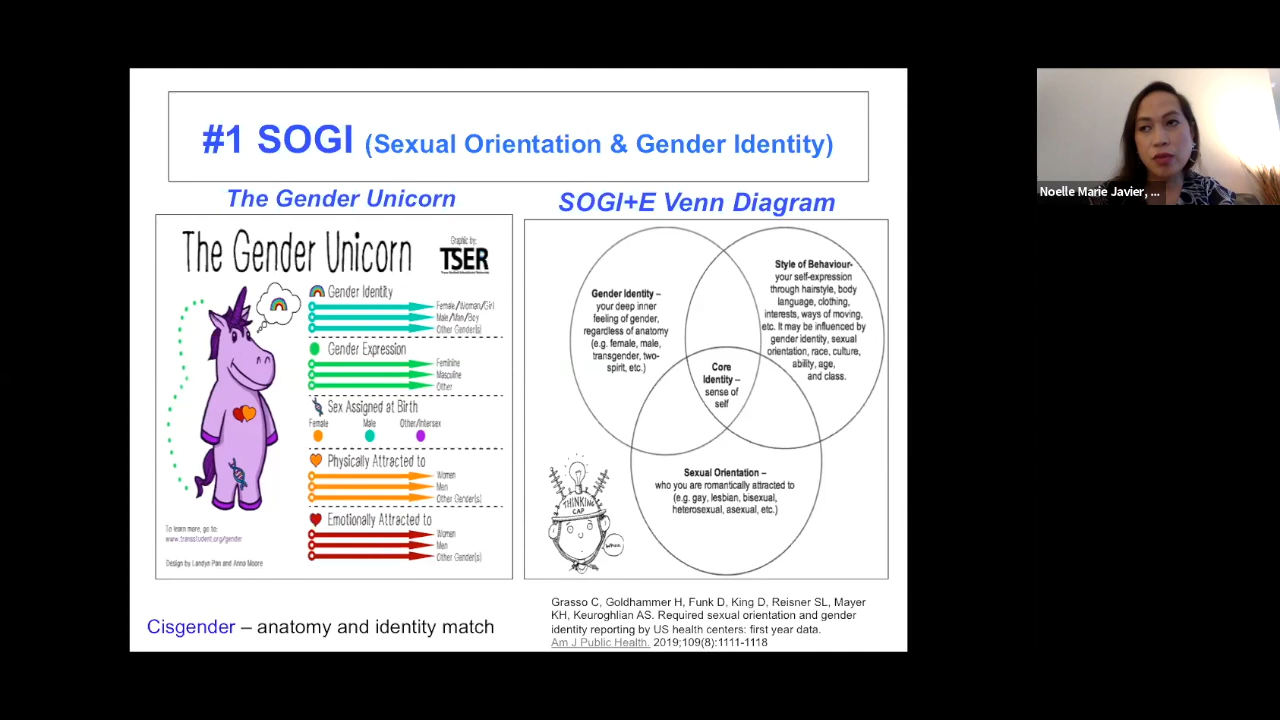 #1 SOGI (Sexual Orientation & Gender Identity)
The Gender Unicorn
The Gender Unicorn
Graphic by:
TSER
Gender Identity
Female/Woman/Girl
Male/Man/Boy
Other Gender(s)
Gender Expression
Feminine
Masculine
Other
Sex Assigned at Birth
Female
Male
Other/Intersex
Physically Attracted to
Women
Men
Other Gender(s)
Emotionally Attracted to
Women
Men
Other Gender(s)
To learn more, go to:
www.transstudent.org/gender
Design by Landyn Pan and Anna Moore
SOGI+E Venn Diagram
Gender Identity –
your deep inner
feeling of gender,
regardless of anatomy
(e.g. female, male,
transgender, two-
spirit, etc.)
Style of Behaviour-
your self-expression
through hairstyle, body
language, clothing,
interests, ways of moving,
etc. It may be influenced by
gender identity, sexual
orientation, race, culture,
ability, age,
and class.
Core
Identity –
sense of
self
Sexual Orientation –
who you are romantically attracted to
(e.g. gay, lesbian, bisexual,
heterosexual, asexual, etc.)
THINKING
CAP
Cisgender – anatomy and identity match
Grasso C, Goldhammer H, Funk D, King D, Reisner SL, Mayer
KH, Keuroghlian AS. Required sexual orientation and gender
identity reporting by US health centers: first year data.
Am J Public Health. 2019;109(8):1111-1118
Noelle Marie Javier, ...